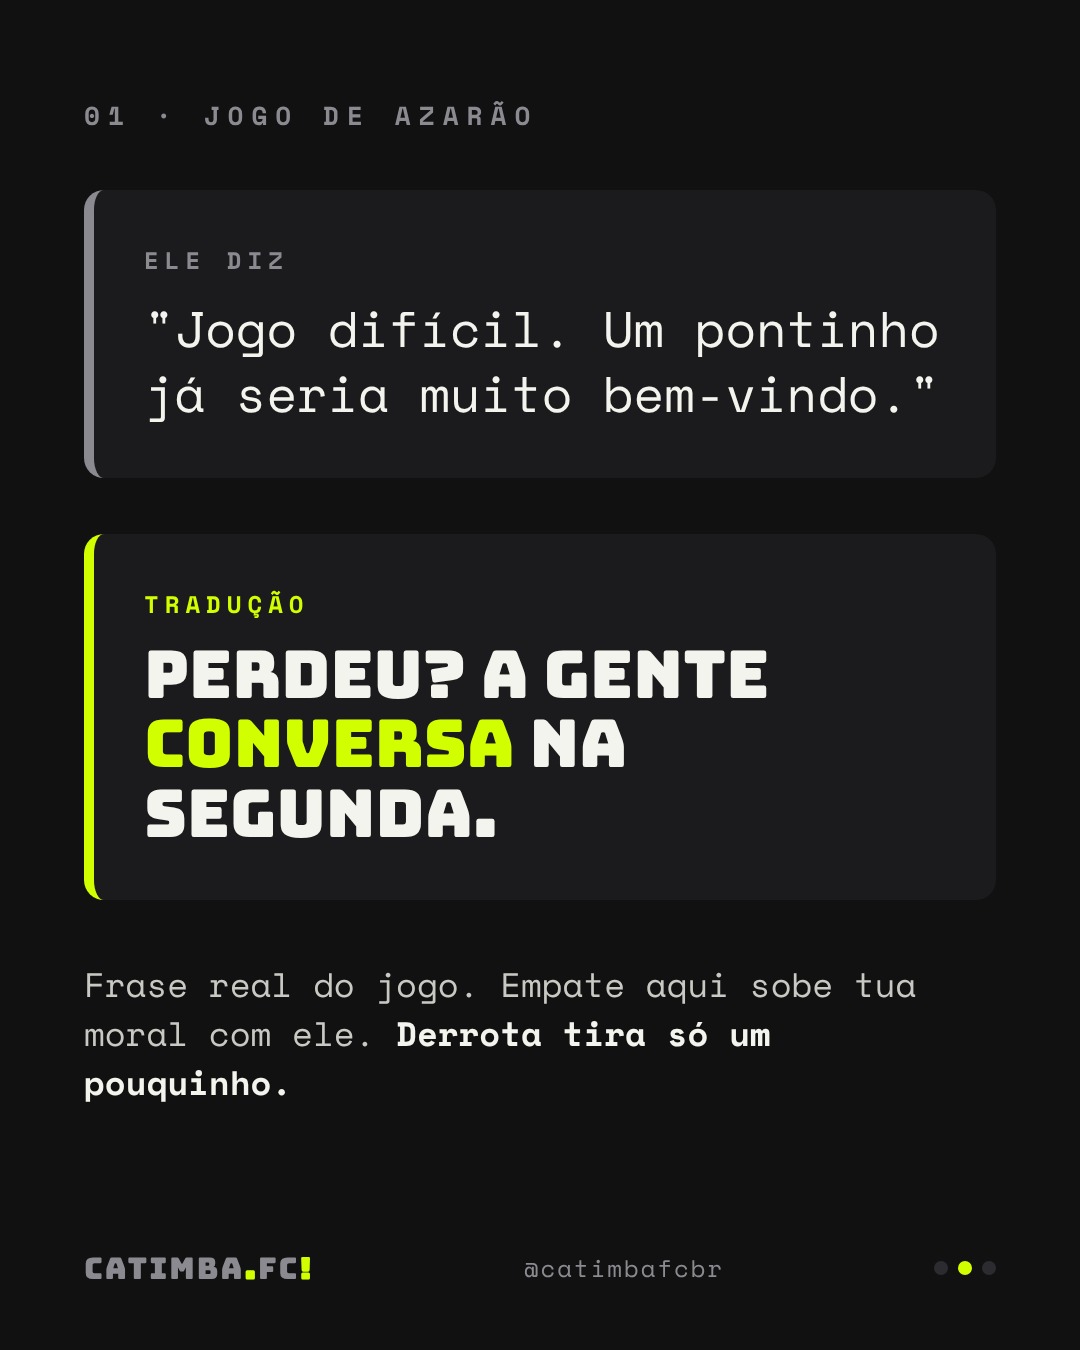 01 · JOGO DE AZARÃO
ELE DIZ
"Jogo difícil. Um pontinho
já seria muito bem-vindo."
TRADUÇÃO
PERDEU? A GENTE
CONVERSA NA
SEGUNDA.
Frase real do jogo. Empate aqui sobe tua
moral com ele. Derrota tira só um
pouquinho.
CATIMBA.FC!
@catimbafcbr